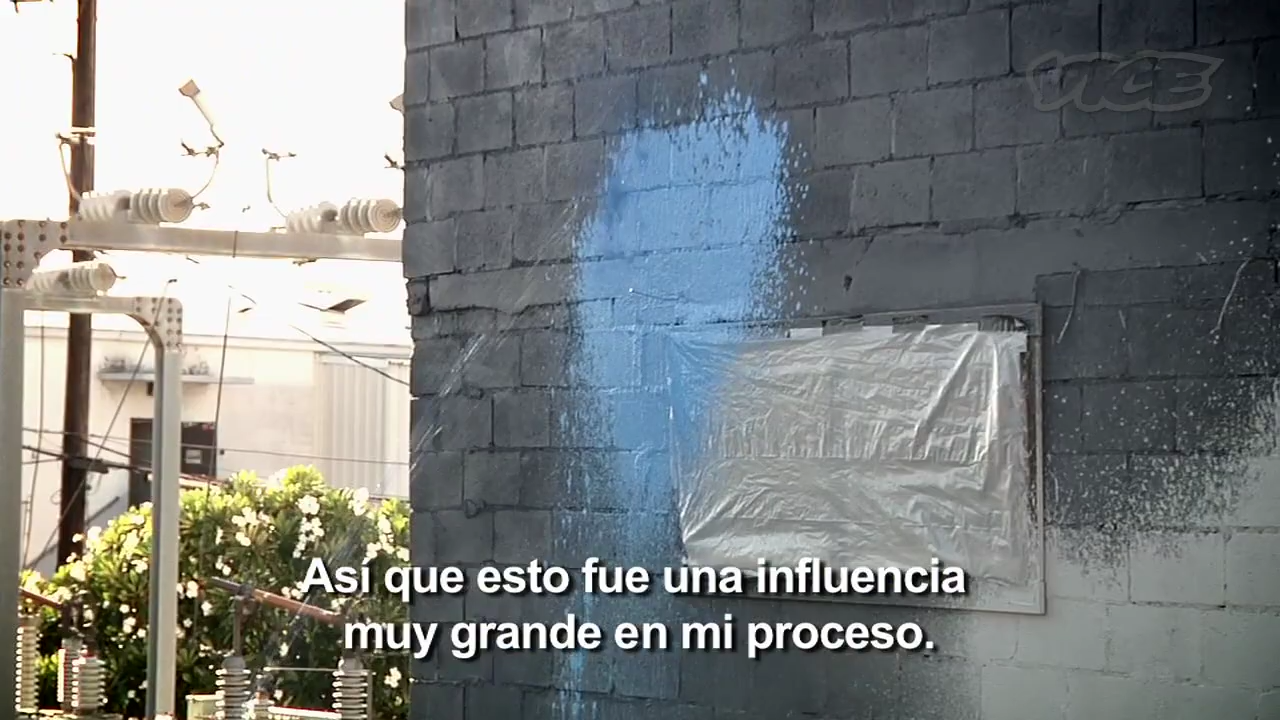 VICE
Así que esto fue una influencia
muy grande en mi proceso.